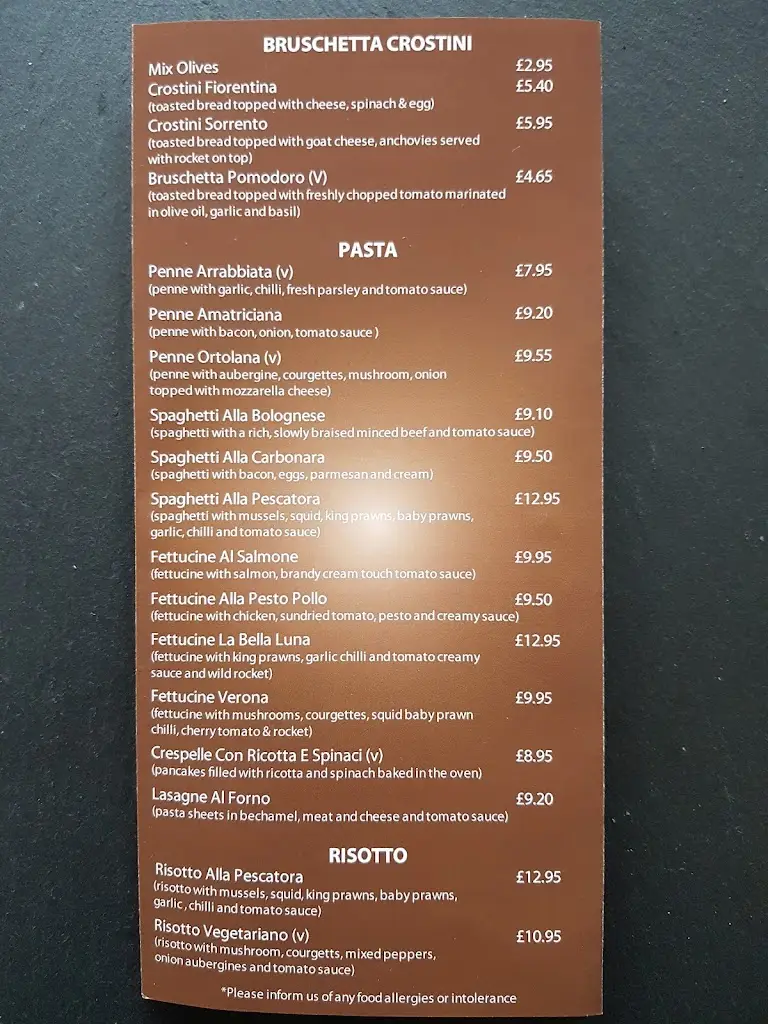 BRUSCHETTA CROSTINI
Mix Olives £2.95
Crostini Fiorentina £5.40
(toasted bread topped with cheese, spinach & egg)
Crostini Sorrento £5.95
(toasted bread topped with goat cheese, anchovies served
with rocket on top)
Bruschetta Pomodoro (V) £4.65
(toasted bread topped with freshly chopped tomato marinated
in olive oil, garlic and basil)
PASTA
Penne Arrabbiata (v) £7.95
(penne with garlic, chilli, fresh parsley and tomato sauce)
Penne Amatriciana £9.20
(penne with bacon, onion, tomato sauce )
Penne Ortolana (v) £9.55
(penne with aubergine, courgettes, mushroom, onion
topped with mozzarella cheese)
Spaghetti Alla Bolognese £9.10
(spaghetti with a rich, slowly braised minced beef and tomato sauce)
Spaghetti Alla Carbonara £9.50
(spaghetti with bacon, eggs, parmesan and cream)
Spaghetti Alla Pescatora £12.95
(spaghetti with mussels, squid, king prawns, baby prawns,
garlic, chilli and tomato sauce)
Fettucine Al Salmone £9.95
(fettucine with salmon, brandy cream touch tomato sauce)
Fettucine Alla Pesto Pollo £9.50
(fettucine with chicken, sundried tomato, pesto and creamy sauce)
Fettucine La Bella Luna £12.95
(fettucine with king prawns, garlic chilli and tomato creamy
sauce and wild rocket)
Fettucine Verona £9.95
(fettucine with mushrooms, courgettes, squid baby prawn
chilli, cherry tomato & rocket)
Crespelle Con Ricotta E Spinaci (v) £8.95
(pancakes filled with ricotta and spinach baked in the oven)
Lasagne Al Forno £9.20
(pasta sheets in bechamel, meat and cheese and tomato sauce)
RISOTTO
Risotto Alla Pescatora £12.95
(risotto with mussels, squid, king prawns, baby prawns,
garlic , chilli and tomato sauce)
Risotto Vegetariano (v) £10.95
(risotto with mushroom, courgetts, mixed peppers,
onion aubergines and tomato sauce)
*Please inform us of any food allergies or intolerance